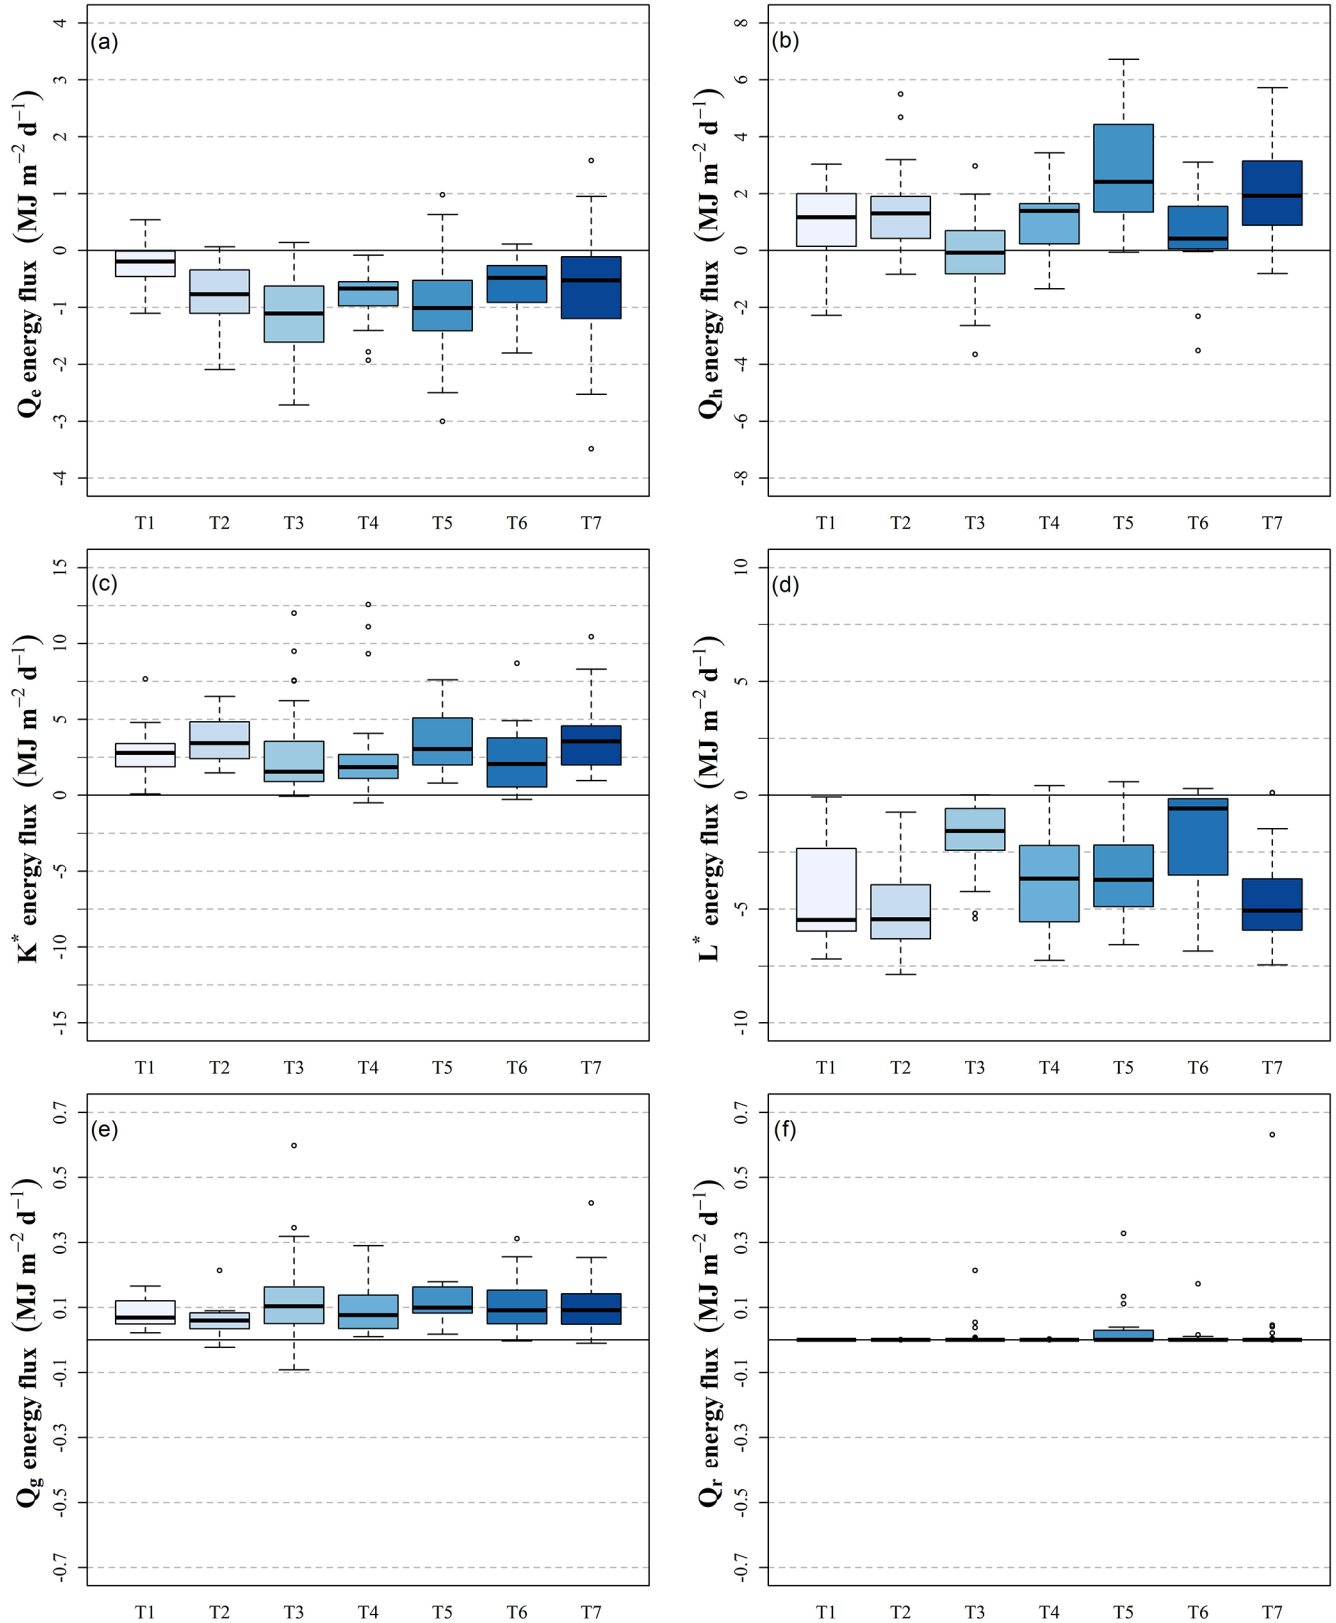 (a)
Q_e energy flux (MJ m⁻² d⁻¹)
4
3
2
1
0
-1
-2
-3
-4
T1 T2 T3 T4 T5 T6 T7
(b)
Q_h energy flux (MJ m⁻² d⁻¹)
8
6
4
2
0
-2
-4
-6
-8
T1 T2 T3 T4 T5 T6 T7
(c)
K* energy flux (MJ m⁻² d⁻¹)
15
10
5
0
-5
-10
-15
T1 T2 T3 T4 T5 T6 T7
(d)
L* energy flux (MJ m⁻² d⁻¹)
10
5
0
-5
-10
T1 T2 T3 T4 T5 T6 T7
(e)
Q_g energy flux (MJ m⁻² d⁻¹)
0.7
0.5
0.3
0.1
-0.1
-0.3
-0.5
-0.7
T1 T2 T3 T4 T5 T6 T7
(f)
Q_r energy flux (MJ m⁻² d⁻¹)
0.7
0.5
0.3
0.1
-0.1
-0.3
-0.5
-0.7
T1 T2 T3 T4 T5 T6 T7